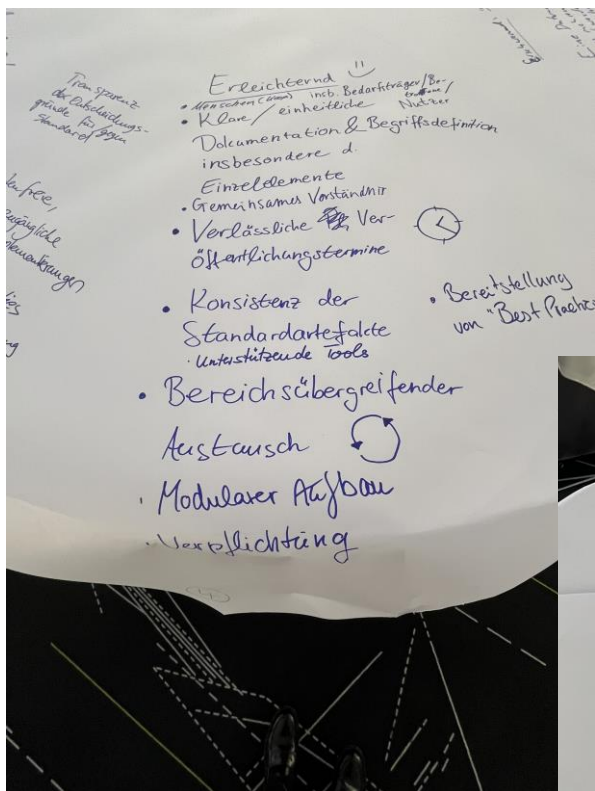 Transparenz
der Entscheidungs-
gründe für/gegen
Standard
Erleichternd
• Menschen insb. Bedarfsträger/Be-
• Klare / einheitliche Nutzer
Dokumentation & Begriffsdefinition
insbesondere d.
Einzelelemente
• Gemeinsames Verständnis
• Verlässliche Ver-
öffentlichungstermine
• Konsistenz der
Standardartefakte
• Unterstützende Tools
• Bereitstellung
von "Best Practice
• Bereichsübergreifender
Austausch
• Modularer Aufbau
• Verpflichtung